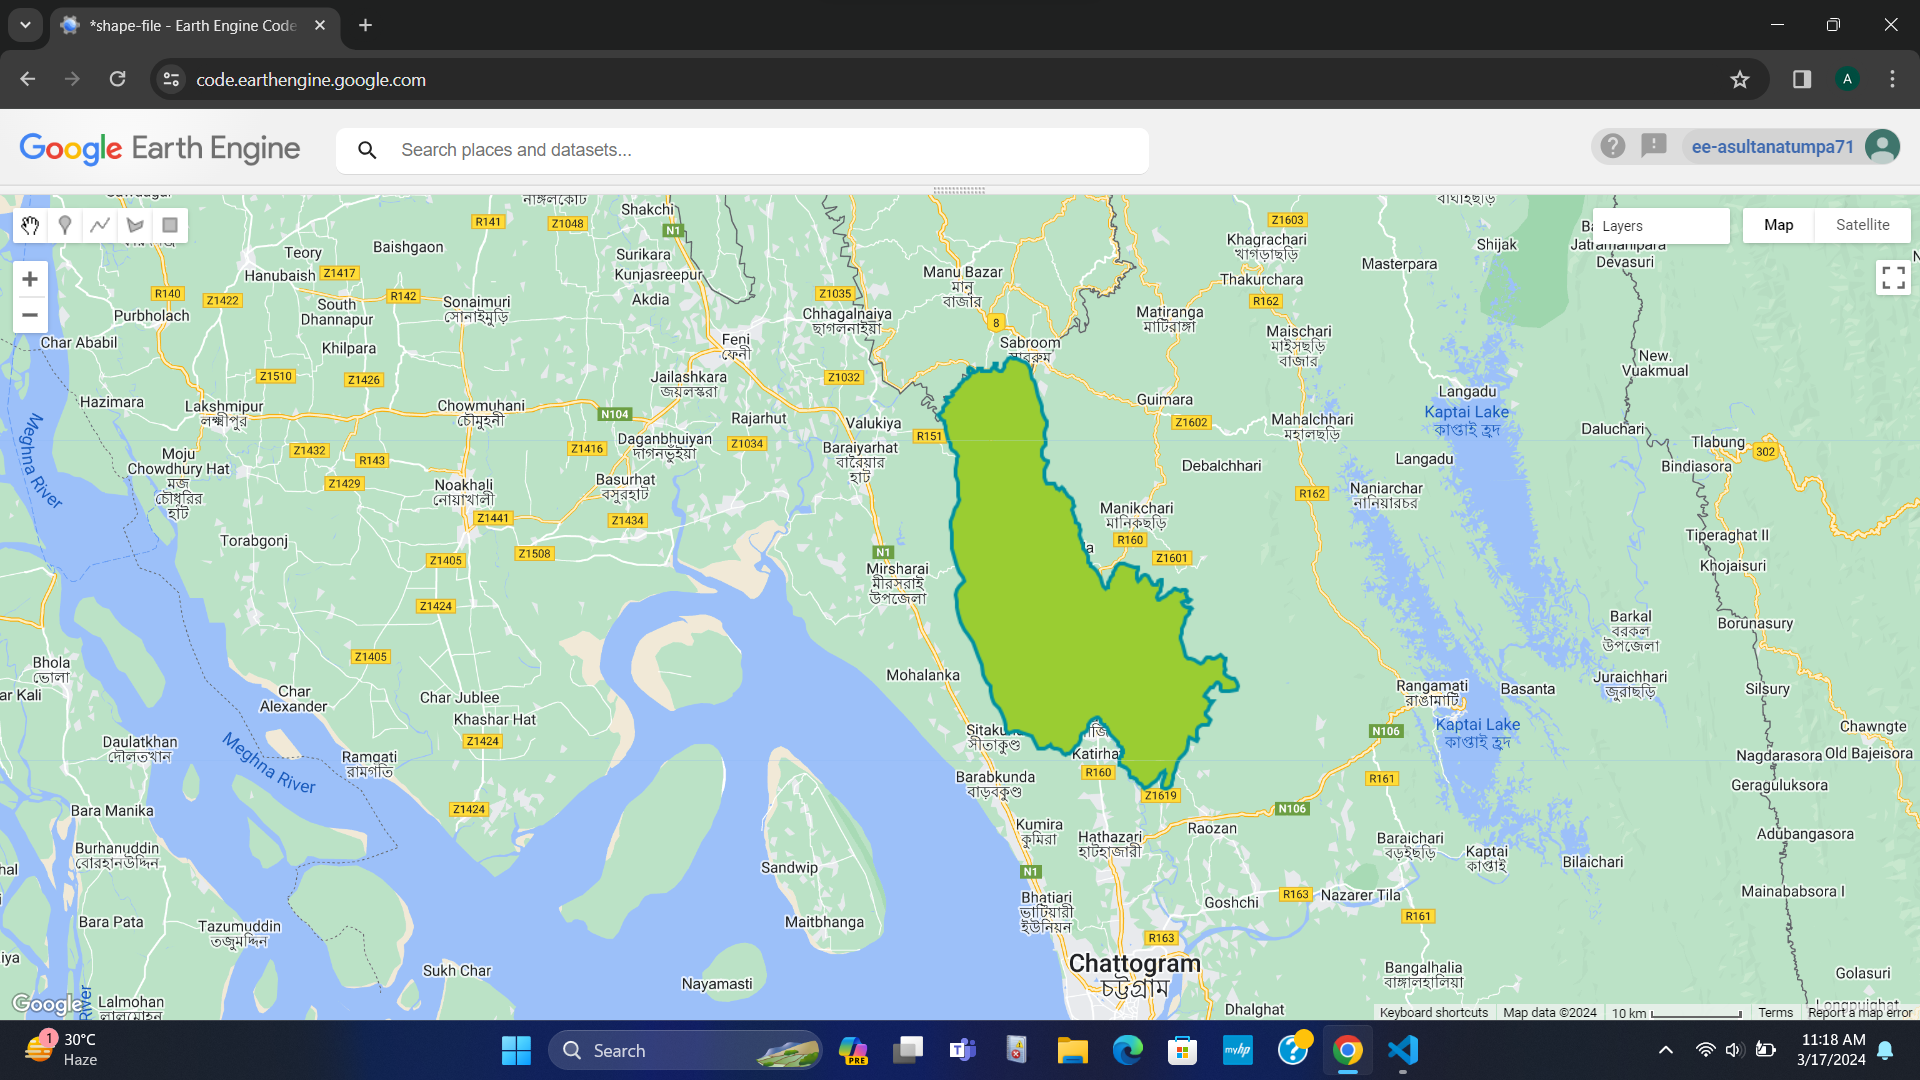 *shape-file - Earth Engine Code
code.earthengine.google.com
A
Google Earth Engine
Search places and datasets...
ee-asultanatumpa71
Layers
Map
Satellite
Shakchi
N1
R141
Z1048
Teory
Baishgaon
Hanubaish
Z1417
Surikara
Kunjasreepur
Akdia
R140
Z1422
South
Dhannapur
R142
Sonaimuri
সোনাইমুড়ি
Purbholach
Char Ababil
Khilpara
Feni
ফেনী
Z1035
Chhagalnaiya
ছাগলনাইয়া
Manu Bazar
মানু
বাজার
8
Sabroom
সাবরুম
Z1603
Khagrachari
খাগড়াছড়ি
Thakurchara
R162
Matiranga
মাটিরাঙ্গা
Maischari
মাইসছড়ি
বাজার
Masterpara
Shijak
Jatramanipara
Devasuri
New.
Vuakmual
Z1510
Z1426
Jailashkara
জয়লস্করা
Z1032
Hazimara
Lakshmipur
লক্ষ্মীপুর
Chowmuhani
চৌমুহনী
N104
Rajarhut
Valukiya
R151
Guimara
Z1602
Mahalchhari
মহালছড়ি
Langadu
Kaptai Lake
কাপ্তাই হ্রদ
Daluchari
Tlabung
302
Bindiasora
Meghna River
Z1432
R143
Z1416
Daganbhuiyan
দাগনভুঁইয়া
Z1034
Baraiyarhat
বারৈয়ার
হাট
Debalchhari
Langadu
Moju
Chowdhury Hat
মজু
চৌধুরির
হাট
Z1429
Noakhali
নোয়াখালী
Basurhat
বসুরহাট
R162
Naniarchar
নানিয়ারচর
Manikchari
মানিকছড়ি
R160
Z1601
Z1441
Z1434
Torabgonj
Z1405
Z1508
N1
Mirsharai
মীরসরাই
উপজেলা
Tiperaghat II
Khojaisuri
Z1424
Barkal
বরকল
উপজেলা
Borunasury
Z1405
Bhola
ভোলা
ar Kali
Char
Alexander
Char Jublee
Khashar Hat
Mohalanka
Rangamati
রাঙামাটি
Basanta
Juraichhari
জুরাছড়ি
Silsury
Kaptai Lake
কাপ্তাই হ্রদ
Chawngte
Daulatkhan
দৌলতখান
Meghna River
Ramgati
রামগতি
Z1424
সীতাকুণ্ড
R160
N106
Nagdarasora
Old Bajeisora
Barabkunda
বাড়বকুণ্ড
Z1619
R161
Geraguluksora
Bara Manika
Z1424
N106
Kumira
কুমিরা
Hathazari
হাটহাজারী
Raozan
Baraichari
বড়ইছড়ি
Kaptai
কাপ্তাই
Bilaichari
Adubangasora
Burhanuddin
বোরহানউদ্দিন
hal
Sandwip
N1
Bhatiari
ভাটিয়ারী
ইউনিয়ন
R163
Nazarer Tila
Goshchi
R161
Mainababsora I
Bara Pata
Tazumuddin
তজুমদ্দিন
Maitbhanga
R163
iya
Sukh Char
Nayamasti
Chattogram
চট্টগ্রাম
Bangalhalia
বাঙ্গালহালিয়া
Golasuri
Google
River
Lalmohan
Dhalghat
Longpuighat
Keyboard shortcuts
Map data ©2024
10 km
Terms
Report a map error
1
30°C
Haze
Search
PRE
myhp
11:18 AM
3/17/2024